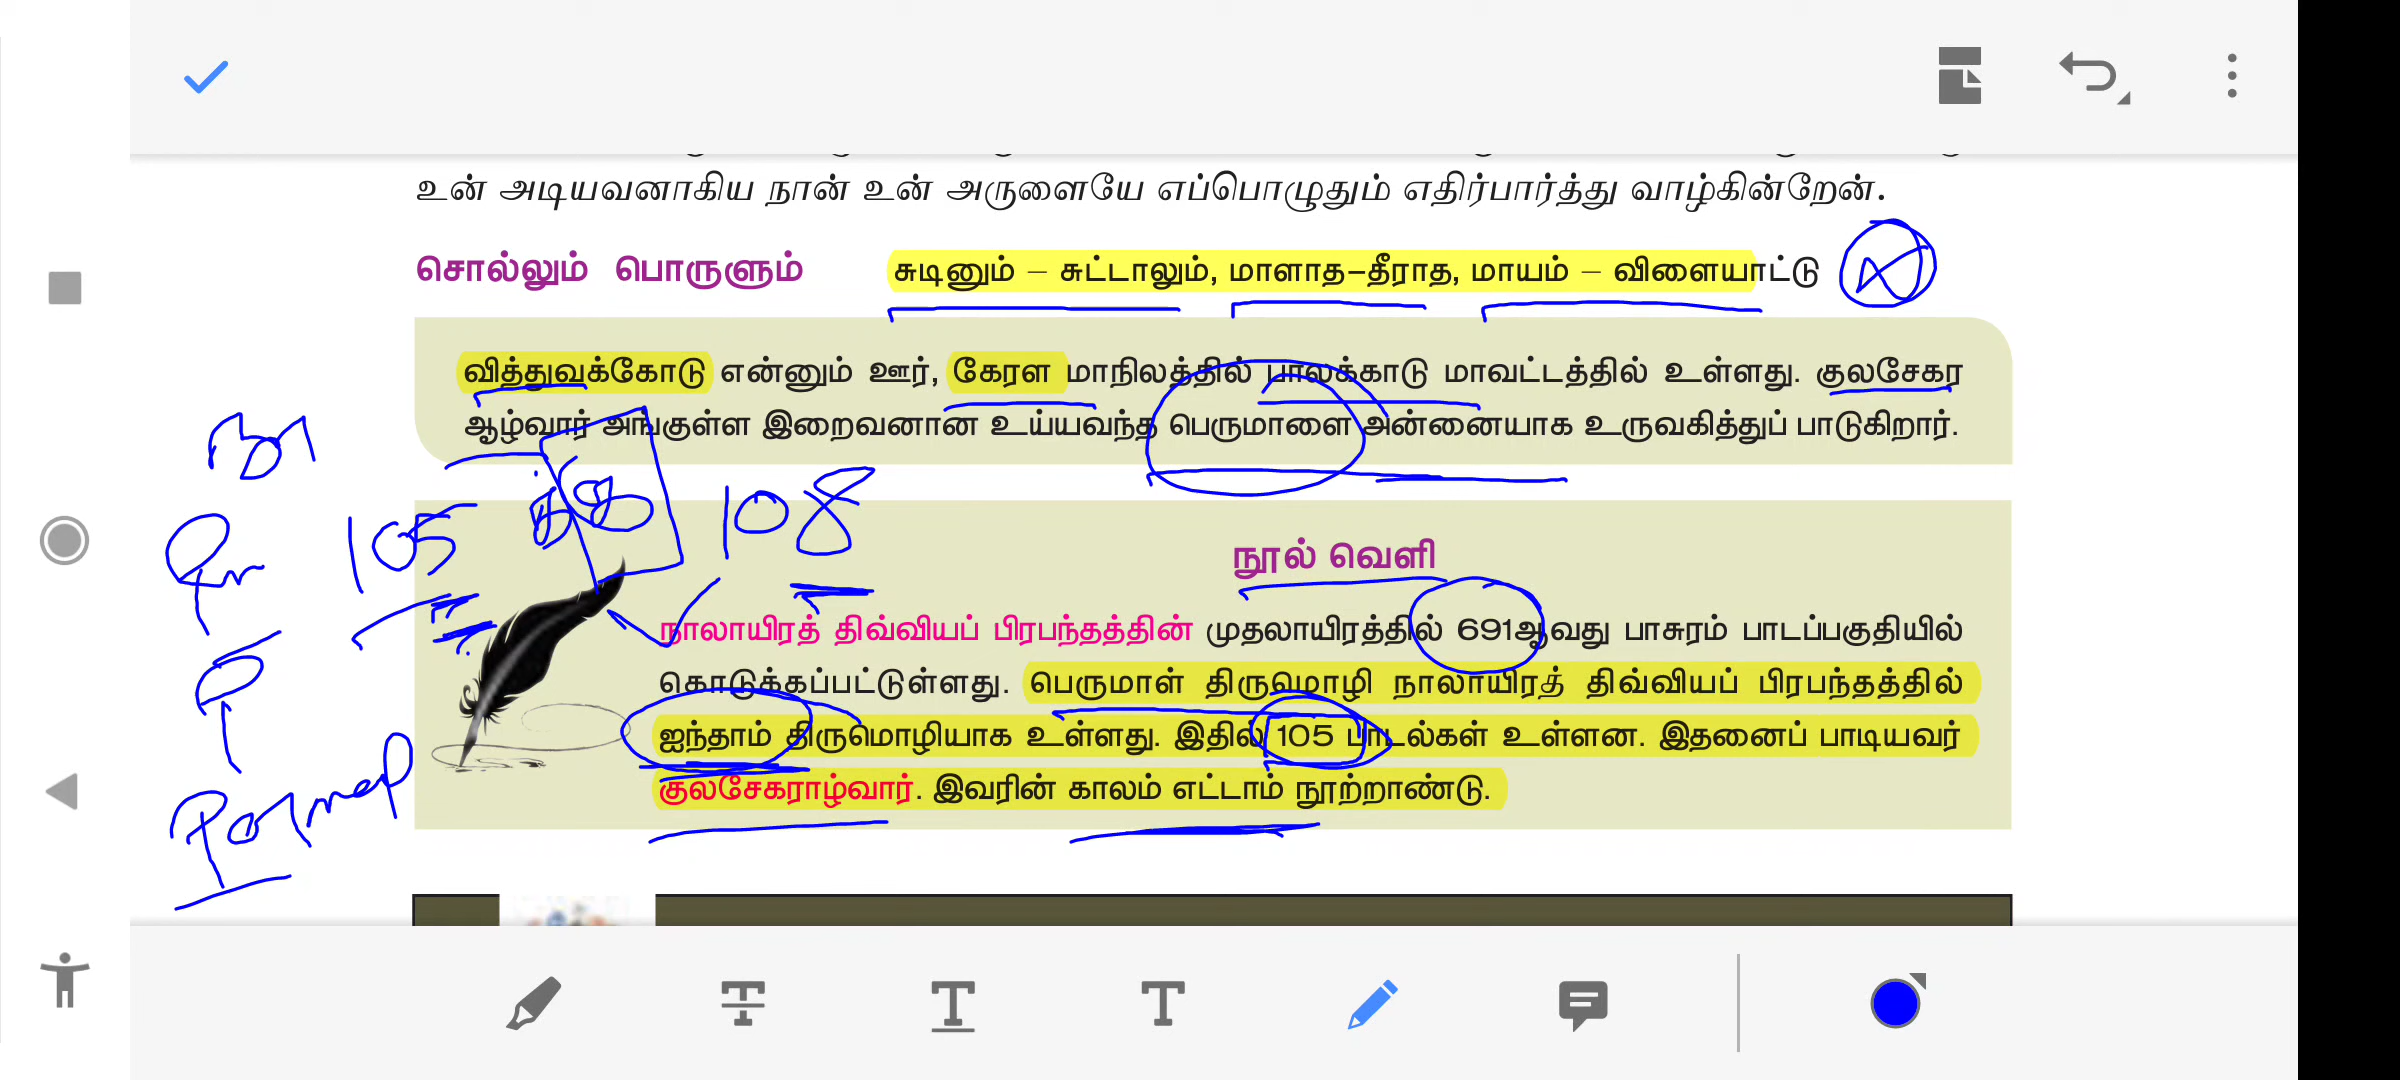 உன் அடியவனாகிய நான் உன் அருளையே எப்பொழுதும் எதிர்பார்த்து வாழ்கின்றேன்.
சொல்லும் பொருளும் சுடினும் – சுட்டாலும், மாளாத–தீராத, மாயம் – விளையாட்டு
வித்துவக்கோடு என்னும் ஊர், கேரள மாநிலத்தில் பாலக்காடு மாவட்டத்தில் உள்ளது. குலசேகர
ஆழ்வார் அங்குள்ள இறைவனான உய்யவந்த பெருமாளை அன்னையாக உருவகித்துப் பாடுகிறார்.
105 108
நூல் வெளி
நாலாயிரத் திவ்வியப் பிரபந்தத்தின் முதலாயிரத்தில் 691ஆவது பாசுரம் பாடப்பகுதியில்
கொடுக்கப்பட்டுள்ளது. பெருமாள் திருமொழி நாலாயிரத் திவ்வியப் பிரபந்தத்தில்
ஐந்தாம் திருமொழியாக உள்ளது. இதில் 105 பாடல்கள் உள்ளன. இதனைப் பாடியவர்
குலசேகராழ்வார். இவரின் காலம் எட்டாம் நூற்றாண்டு.